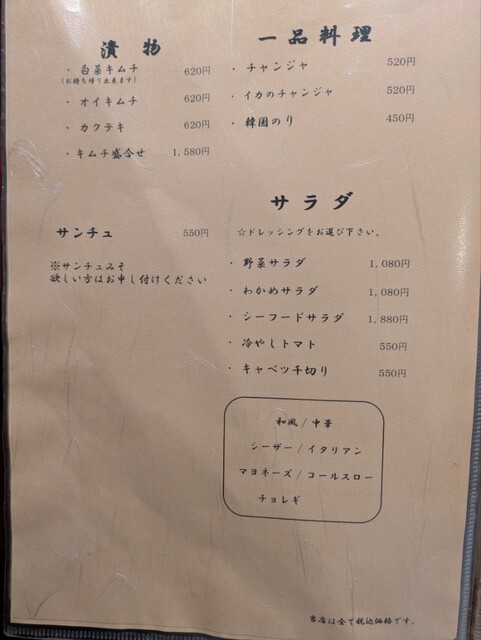 漬物
・白菜キムチ 620円
(お持ち帰り出来ます)
・オイキムチ 620円
・カクテキ 620円
・キムチ盛合せ 1,580円
サンチュ 550円
※サンチュみそ
欲しい方はお申し付けください
一品料理
・チャンジャ 520円
・イカのチャンジャ 520円
・韓国のり 450円
サラダ
☆ドレッシングをお選び下さい。
・野菜サラダ 1,080円
・わかめサラダ 1,080円
・シーフードサラダ 1,880円
・冷やしトマト 550円
・キャベツ千切り 550円
和風/中華
シーザー/イタリアン
マヨネーズ/コールスロー
チョレギ
当店は全て税込価格です。